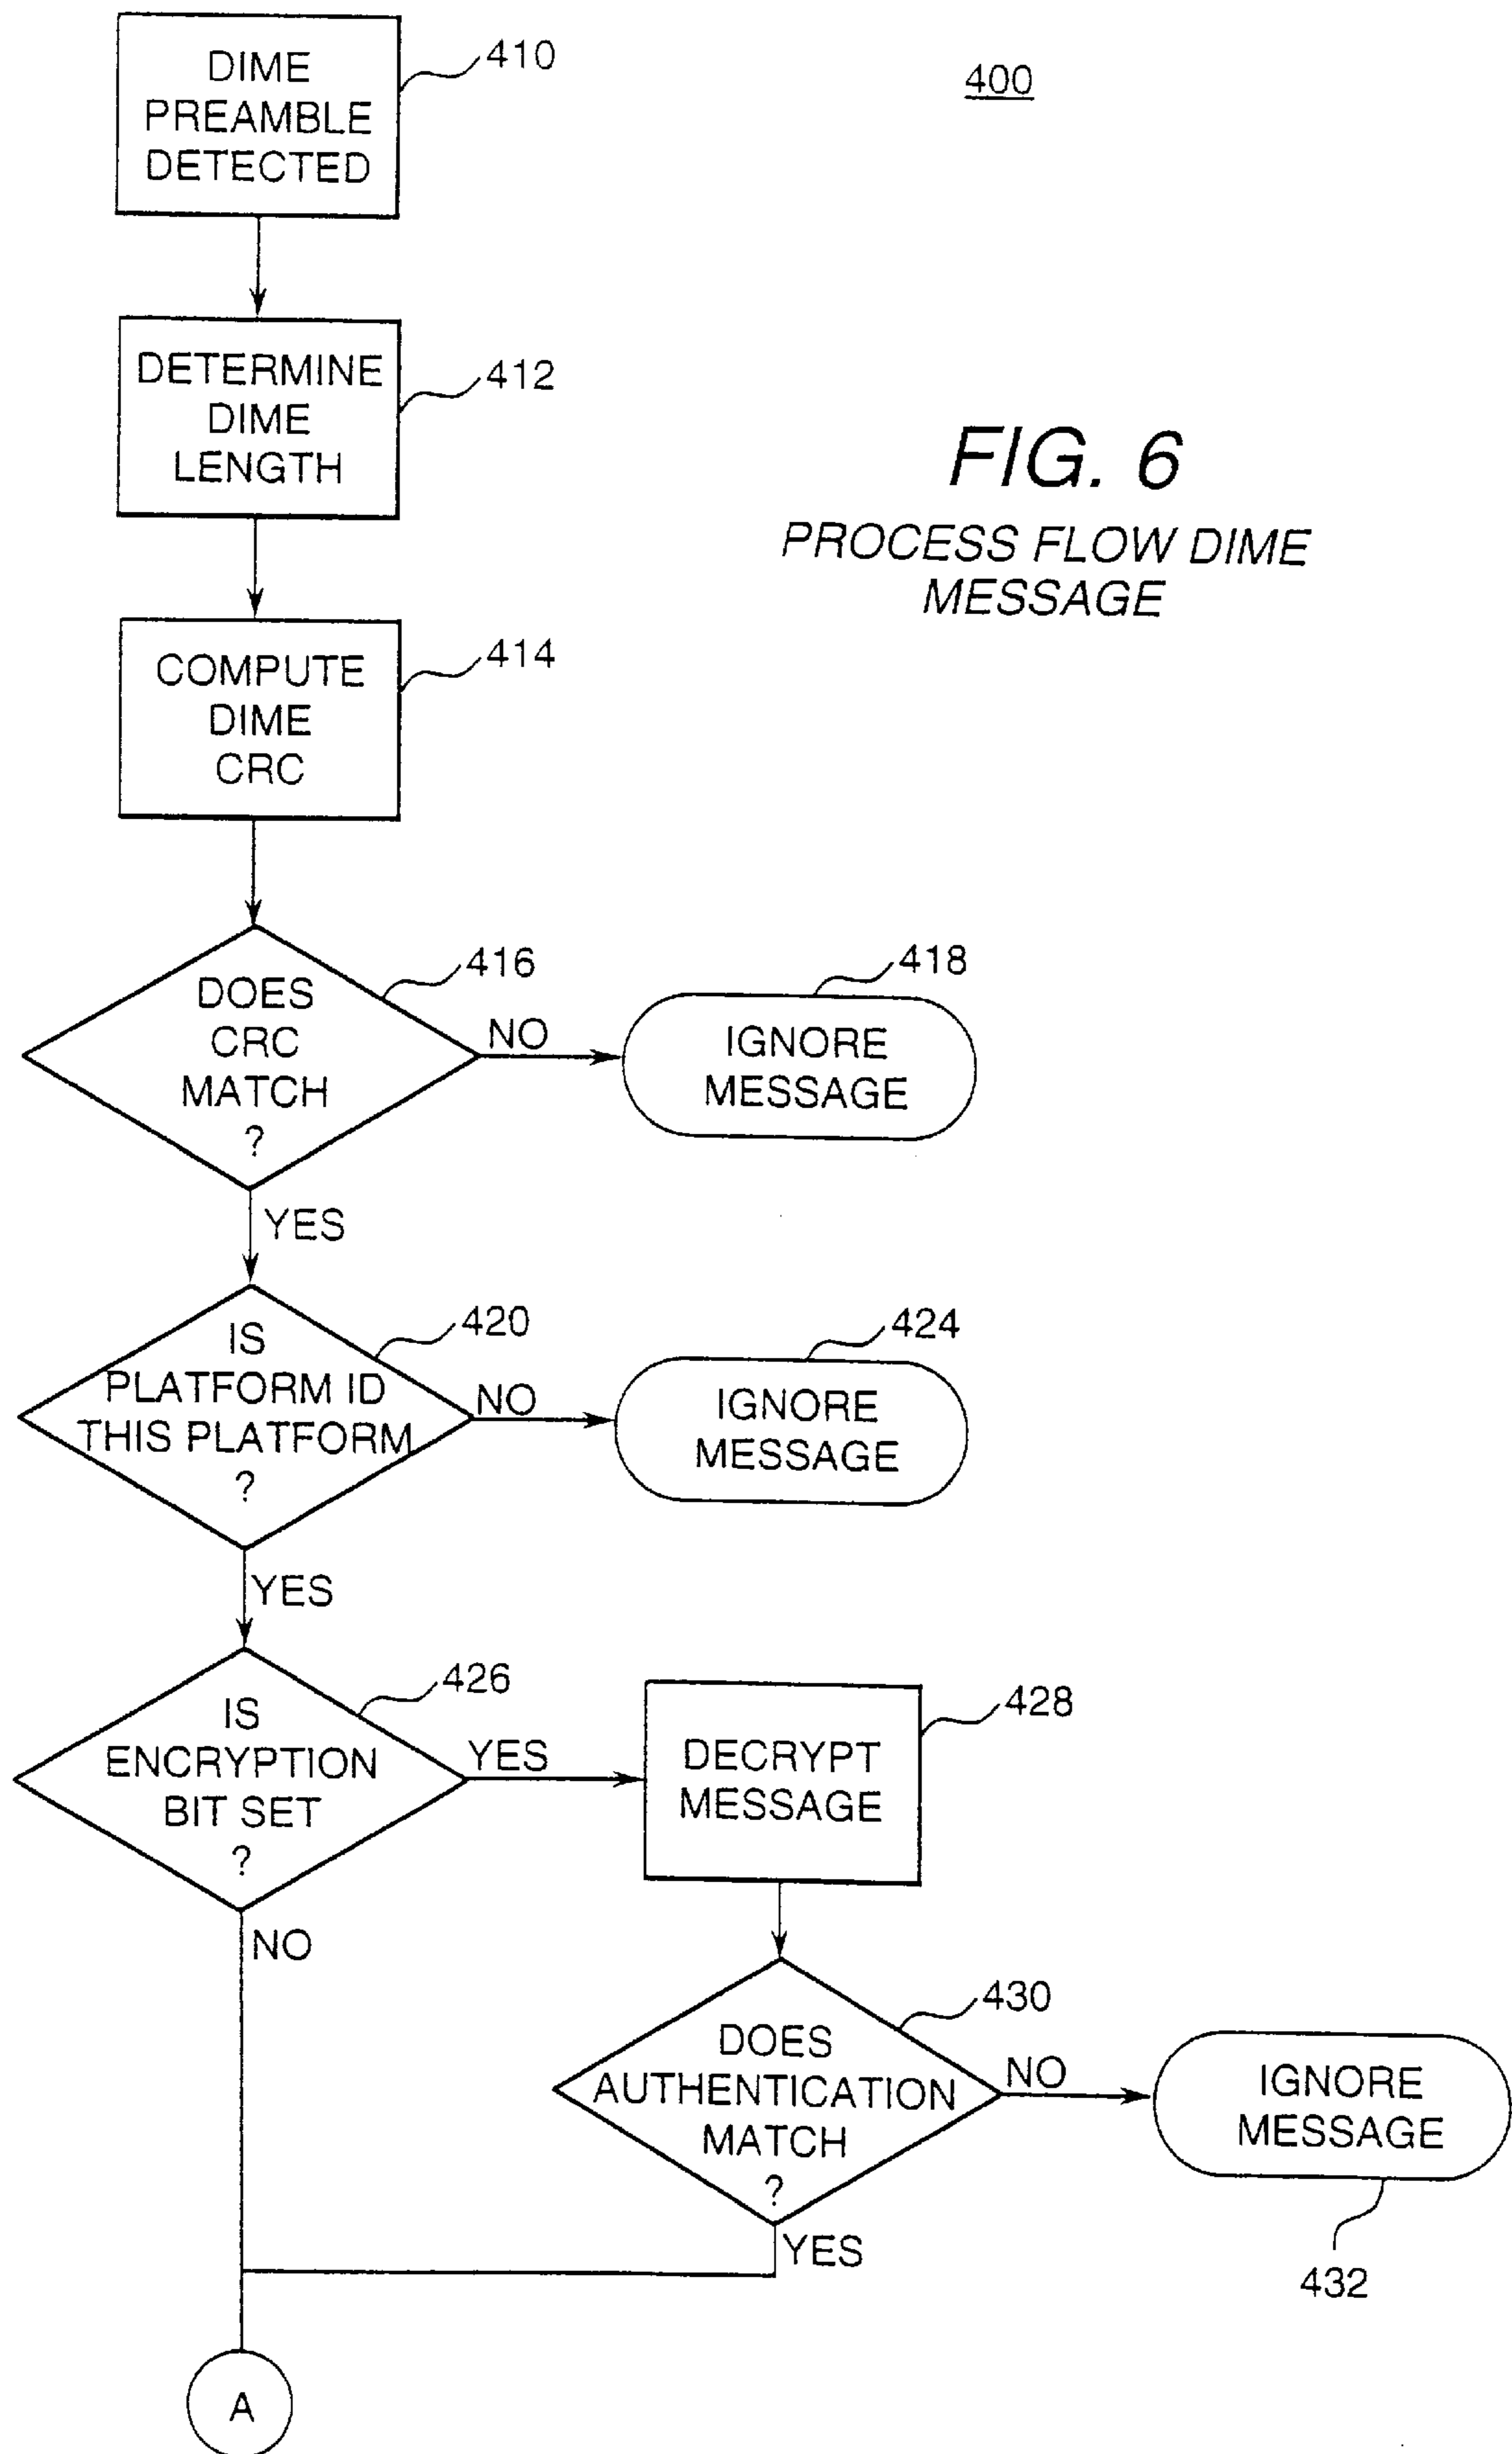 DIME
PREAMBLE
DETECTED
410
400
DETERMINE
DIME
LENGTH
412
FIG. 6
PROCESS FLOW DIME
MESSAGE
COMPUTE
DIME
CRC
414
DOES
CRC
MATCH
?
416
NO
418
IGNORE
MESSAGE
YES
IS
PLATFORM ID
THIS PLATFORM
?
420
NO
424
IGNORE
MESSAGE
YES
IS
ENCRYPTION
BIT SET
?
426
YES
428
DECRYPT
MESSAGE
NO
DOES
AUTHENTICATION
MATCH
?
430
NO
IGNORE
MESSAGE
432
YES
A